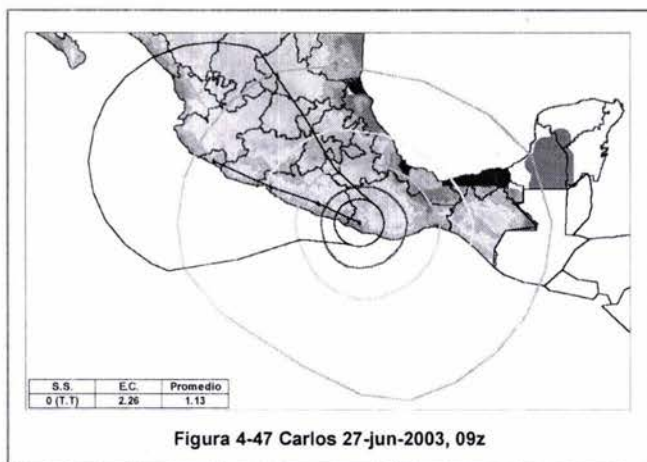 S.S. E.C. Promedio
0 (T.T) 2.26 1.13
Figura 4-47 Carlos 27-jun-2003, 09z